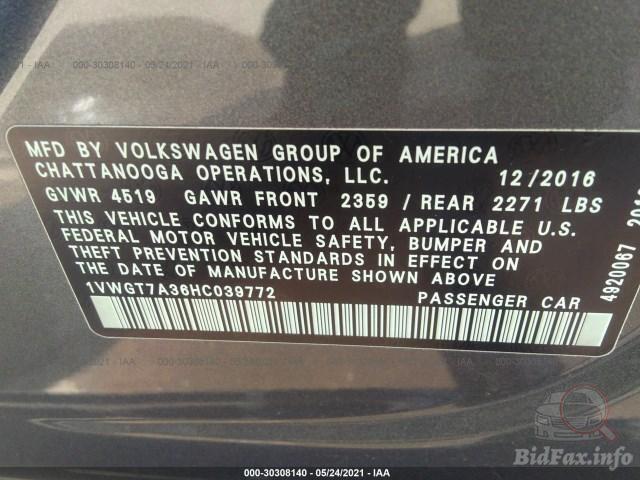 000-30308140 - 05/24/2021 - IAA
MFD BY VOLKSWAGEN GROUP OF AMERICA
CHATTANOOGA OPERATIONS, LLC. 12/2016
GVWR 4519 GAWR FRONT 2359 / REAR 2271 LBS
THIS VEHICLE CONFORMS TO ALL APPLICABLE U.S.
FEDERAL MOTOR VEHICLE SAFETY, BUMPER AND
THEFT PREVENTION STANDARDS IN EFFECT ON
THE DATE OF MANUFACTURE SHOWN ABOVE
1VWGT7A36HC039772 PASSENGER CAR
4920067
BidFax.info
000-30308140 - 05/24/2021 - IAA